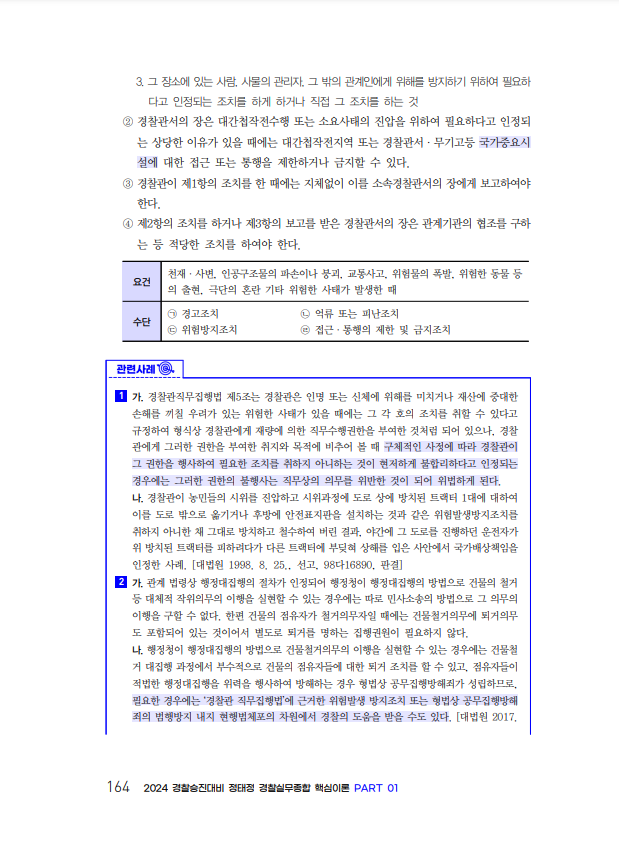 3. 그 장소에 있는 사람, 사물의 관리자, 그 밖의 관계인에게 위해를 방지하기 위하여 필요하
다고 인정되는 조치를 하게 하거나 직접 그 조치를 하는 것
② 경찰관서의 장은 대간첩작전수행 또는 소요사태의 진압을 위하여 필요하다고 인정되
는 상당한 이유가 있을 때에는 대간첩작전지역 또는 경찰관서·무기고등 국가중요시
설에 대한 접근 또는 통행을 제한하거나 금지할 수 있다.
③ 경찰관이 제1항의 조치를 한 때에는 지체없이 이를 소속경찰관서의 장에게 보고하여야
한다.
④ 제2항의 조치를 하거나 제3항의 보고를 받은 경찰관서의 장은 관계기관의 협조를 구하
는 등 적당한 조치를 하여야 한다.
요건 천재·사변, 인공구조물의 파손이나 붕괴, 교통사고, 위험물의 폭발, 위험한 동물 등
의 출현, 극단의 혼란 기타 위험한 사태가 발생한 때
수단 ㉠ 경고조치 ㉡ 억류 또는 피난조치
㉢ 위험방지조치 ㉣ 접근·통행의 제한 및 금지조치
관련사례
1 가. 경찰관직무집행법 제5조는 경찰관은 인명 또는 신체에 위해를 미치거나 재산에 중대한
손해를 끼칠 우려가 있는 위험한 사태가 있을 때에는 그 각 호의 조치를 취할 수 있다고
규정하여 형식상 경찰관에게 재량에 의한 직무수행권한을 부여한 것처럼 되어 있으나, 경찰
관에게 그러한 권한을 부여한 취지와 목적에 비추어 볼 때 구체적인 사정에 따라 경찰관이
그 권한을 행사하여 필요한 조치를 취하지 아니하는 것이 현저하게 불합리하다고 인정되는
경우에는 그러한 권한의 불행사는 직무상의 의무를 위반한 것이 되어 위법하게 된다.
나. 경찰관이 농민들의 시위를 진압하고 시위과정에 도로 상에 방치된 트랙터 1대에 대하여
이를 도로 밖으로 옮기거나 후방에 안전표지판을 설치하는 것과 같은 위험발생방지조치를
취하지 아니한 채 그대로 방치하고 철수하여 버린 결과, 야간에 그 도로를 진행하던 운전자가
위 방치된 트랙터를 피하려다가 다른 트랙터에 부딪혀 상해를 입은 사안에서 국가배상책임을
인정한 사례. [대법원 1998. 8. 25,. 선고, 98다16890, 판결]
2 가. 관계 법령상 행정대집행의 절차가 인정되어 행정청이 행정대집행의 방법으로 건물의 철거
등 대체적 작위의무의 이행을 실현할 수 있는 경우에는 따로 민사소송의 방법으로 그 의무의
이행을 구할 수 없다. 한편 건물의 점유자가 철거의무자일 때에는 건물철거의무에 퇴거의무
도 포함되어 있는 것이어서 별도로 퇴거를 명하는 집행권원이 필요하지 않다.
나. 행정청이 행정대집행의 방법으로 건물철거의무의 이행을 실현할 수 있는 경우에는 건물철
거 대집행 과정에서 부수적으로 건물의 점유자들에 대한 퇴거 조치를 할 수 있고, 점유자들이
적법한 행정대집행을 위력을 행사하여 방해하는 경우 형법상 공무집행방해죄가 성립하므로,
필요한 경우에는 ‘경찰관 직무집행법’에 근거한 위험발생 방지조치 또는 형법상 공무집행방해
죄의 범행방지 내지 현행범체포의 차원에서 경찰의 도움을 받을 수도 있다. [대법원 2017.
164 2024 경찰승진대비 정태정 경찰실무종합 핵심이론 PART 01